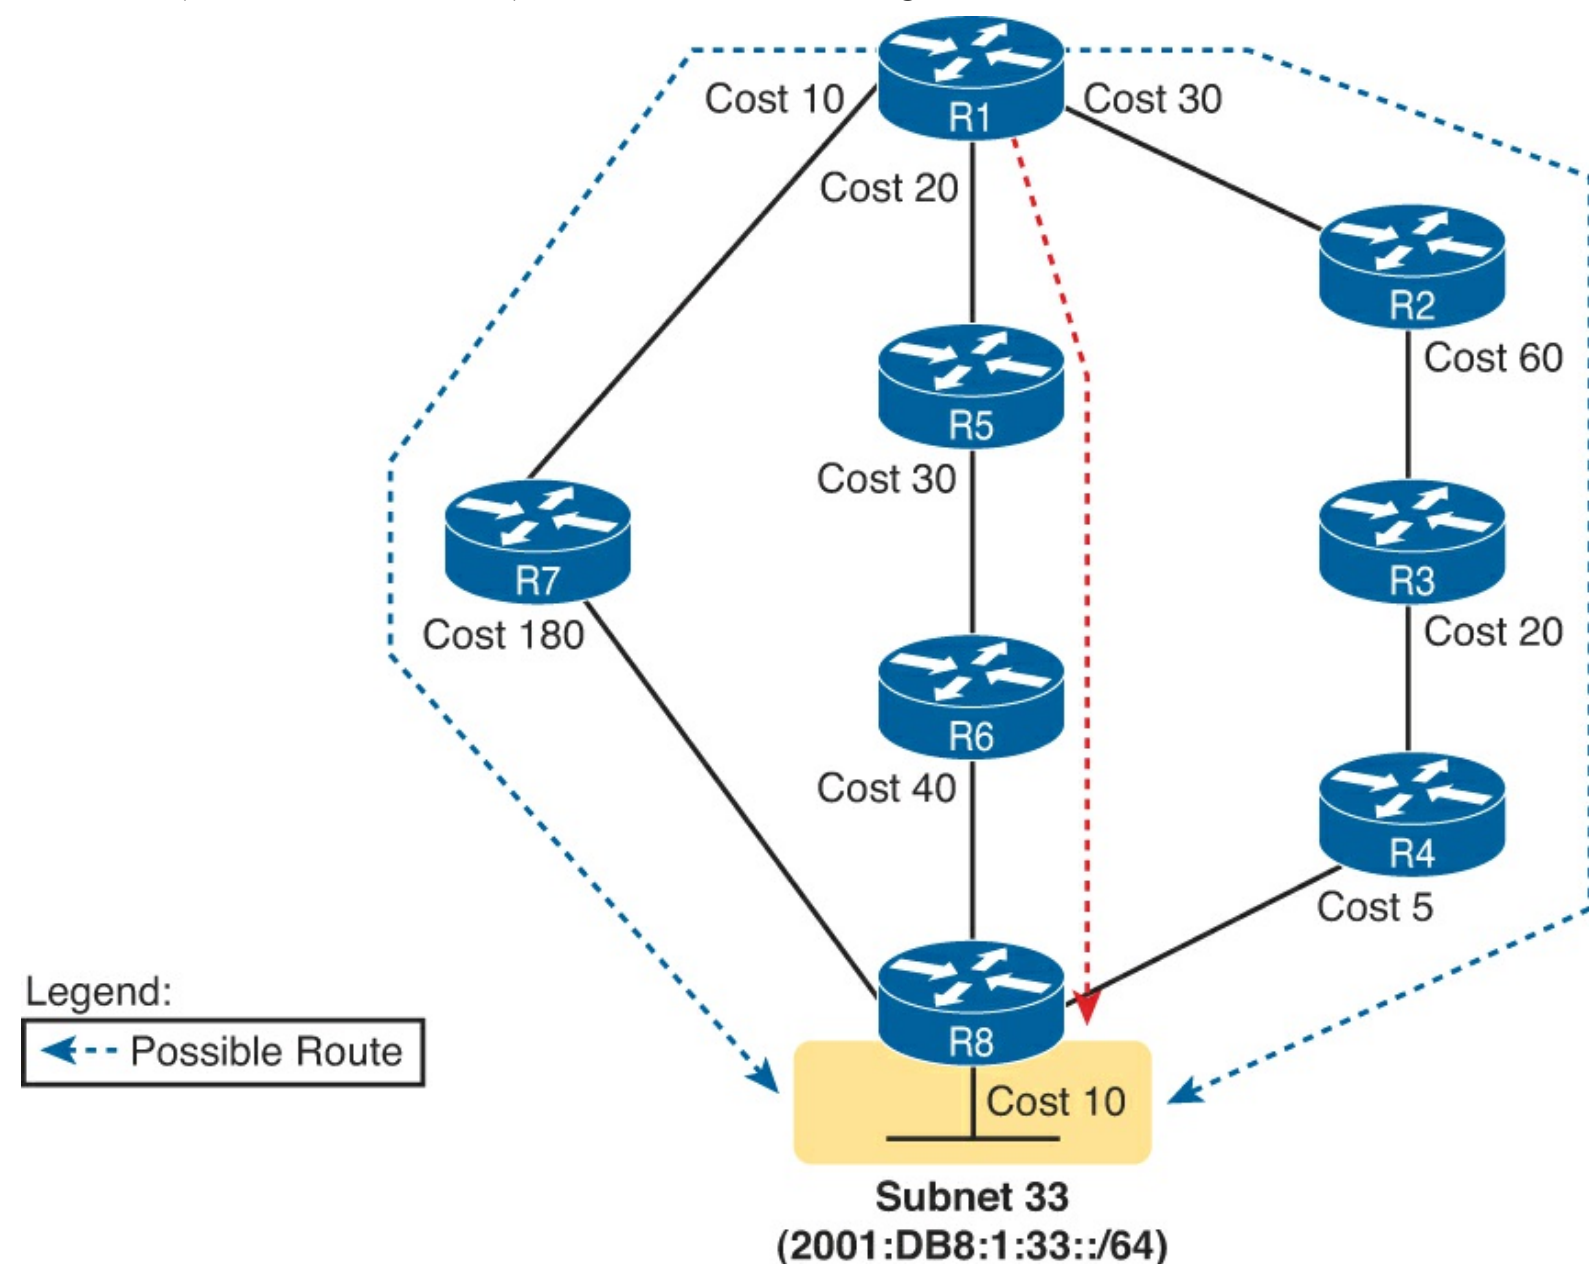 R1
Cost 10
Cost 30
Cost 20
R2
Cost 60
R5
Cost 30
R7
R3
Cost 180
Cost 20
R6
Cost 40
R4
Cost 5
Legend:
Possible Route
R8
Cost 10
Subnet 33
(2001:DB8:1:33::/64)